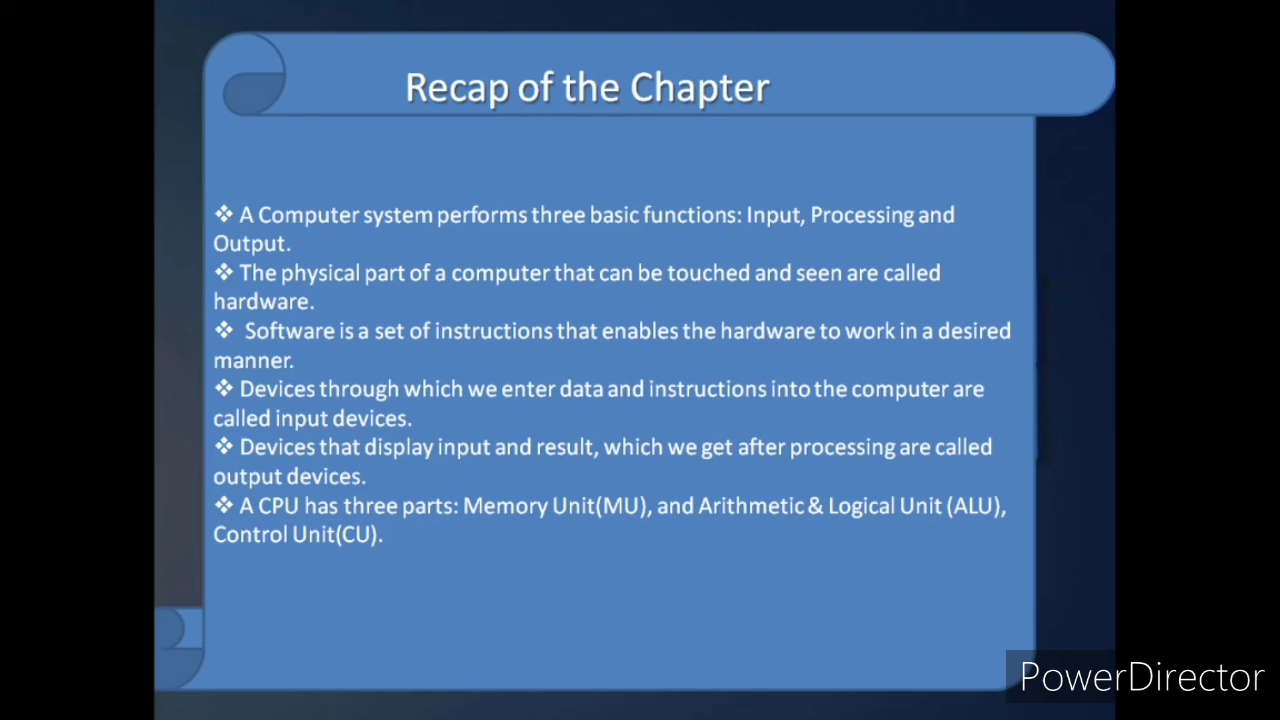 Recap of the Chapter
❖ A Computer system performs three basic functions: Input, Processing and
Output.
❖ The physical part of a computer that can be touched and seen are called
hardware.
❖ Software is a set of instructions that enables the hardware to work in a desired
manner.
❖ Devices through which we enter data and instructions into the computer are
called input devices.
❖ Devices that display input and result, which we get after processing are called
output devices.
❖ A CPU has three parts: Memory Unit(MU), and Arithmetic & Logical Unit (ALU),
Control Unit(CU).
PowerDirector